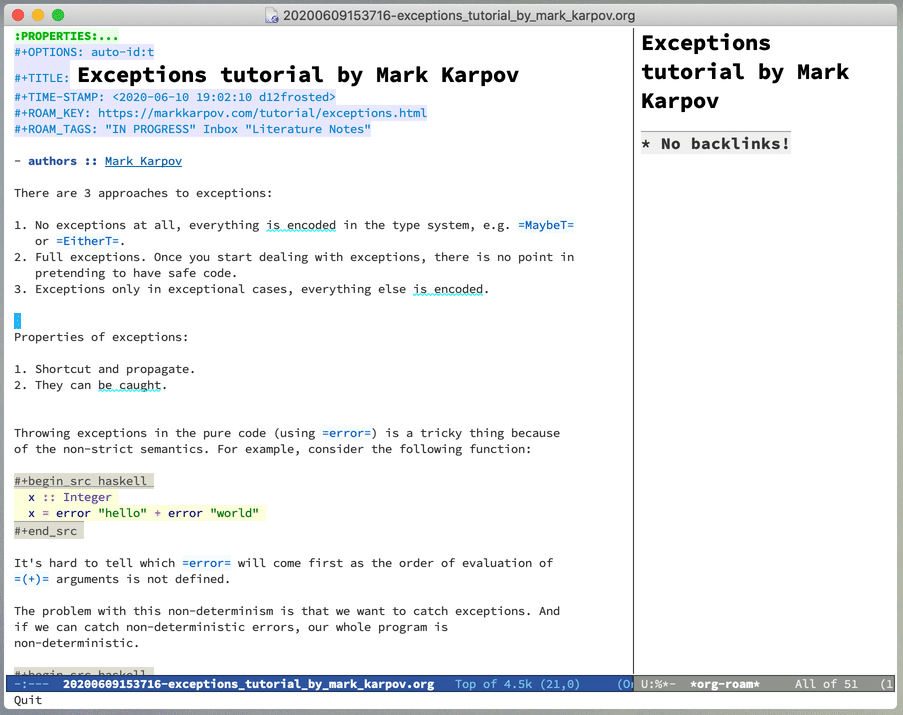 20200609153716-exceptions_tutorial_by_mark_karpov.org
:PROPERTIES:...
#+OPTIONS: auto-id:t
#+TITLE: Exceptions tutorial by Mark Karpov
#+TIME-STAMP: <2020-06-10 19:02:10 d12frosted>
#+ROAM_KEY: https://markkarpov.com/tutorial/exceptions.html
#+ROAM_TAGS: "IN PROGRESS" Inbox "Literature Notes"
- authors :: Mark Karpov
There are 3 approaches to exceptions:
1. No exceptions at all, everything is encoded in the type system, e.g. =MaybeT=
or =EitherT=.
2. Full exceptions. Once you start dealing with exceptions, there is no point in
pretending to have safe code.
3. Exceptions only in exceptional cases, everything else is encoded.
Properties of exceptions:
1. Shortcut and propagate.
2. They can be caught.
Throwing exceptions in the pure code (using =error=) is a tricky thing because
of the non-strict semantics. For example, consider the following function:
#+begin_src haskell
x :: Integer
x = error "hello" + error "world"
#+end_src
It's hard to tell which =error= will come first as the order of evaluation of
=(+)= arguments is not defined.
The problem with this non-determinism is that we want to catch exceptions. And
if we can catch non-deterministic errors, our whole program is
non-deterministic.
#+begin_src haskell
-:--- 20200609153716-exceptions_tutorial_by_mark_karpov.org Top of 4.5k (21,0) (Or
Quit
Exceptions
tutorial by Mark
Karpov
* No backlinks!
U:%*- *org-roam* All of 51 (1